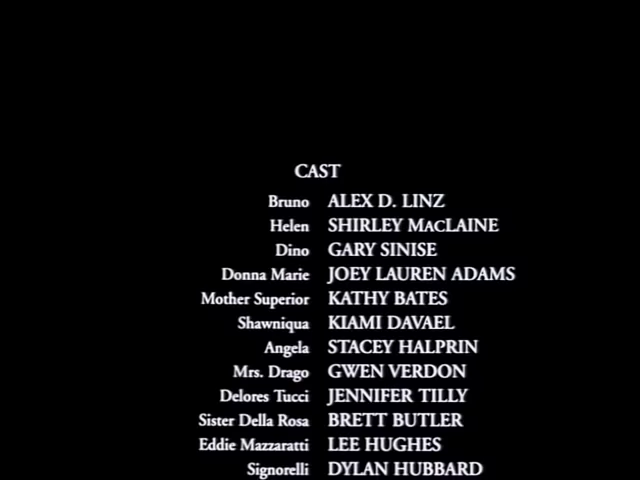 CAST
Bruno ALEX D. LINZ
Helen SHIRLEY MACLAINE
Dino GARY SINISE
Donna Marie JOEY LAUREN ADAMS
Mother Superior KATHY BATES
Shawniqua KIAMI DAVAEL
Angela STACEY HALPRIN
Mrs. Drago GWEN VERDON
Delores Tucci JENNIFER TILLY
Sister Della Rosa BRETT BUTLER
Eddie Mazzaratti LEE HUGHES
Signorelli DYLAN HUBBARD